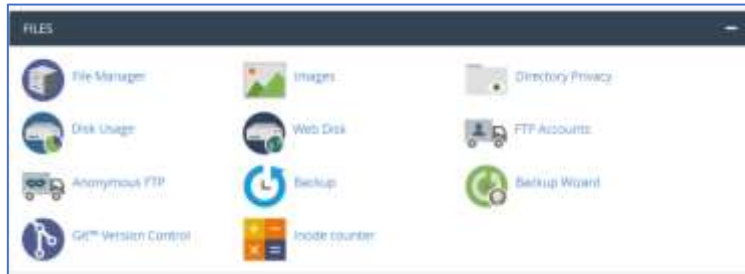 FILES
File Manager
Images
Directory Privacy
Disk Usage
Web Disk
FTP Accounts
Anonymous FTP
Backup
Backup Wizard
Git™ Version Control
Inode counter